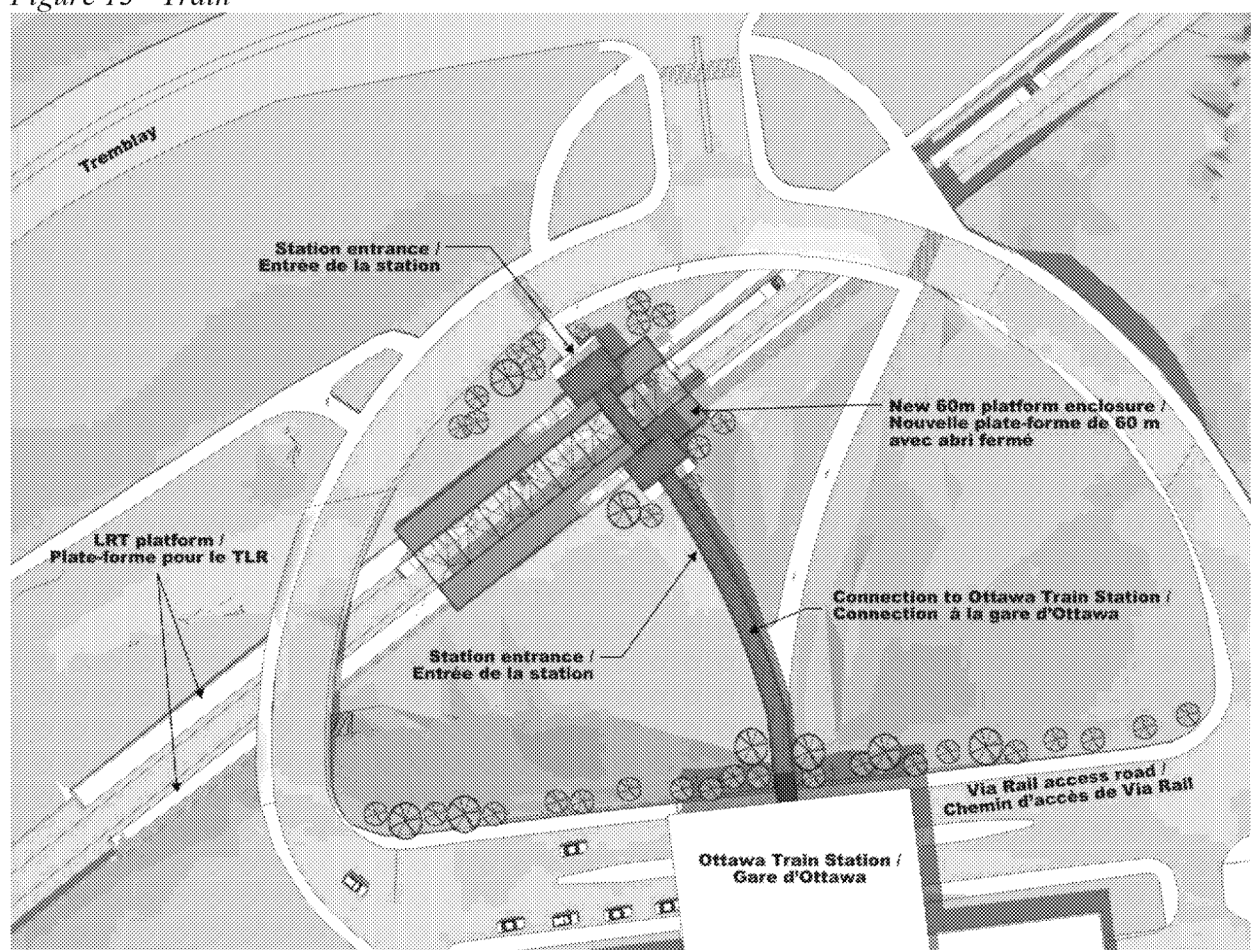 Figure 15 Train
Tremblay
Station entrance /
Entrée de la station
New 60m platform enclosure /
Nouvelle plate-forme de 60 m
avec abri fermé
LRT platform /
Plate-forme pour le TLR
Connection to Ottawa Train Station /
Connection à la gare d'Ottawa
Station entrance /
Entrée de la station
Via Rail access road /
Chemin d'accès de Via Rail
Ottawa Train Station /
Gare d'Ottawa